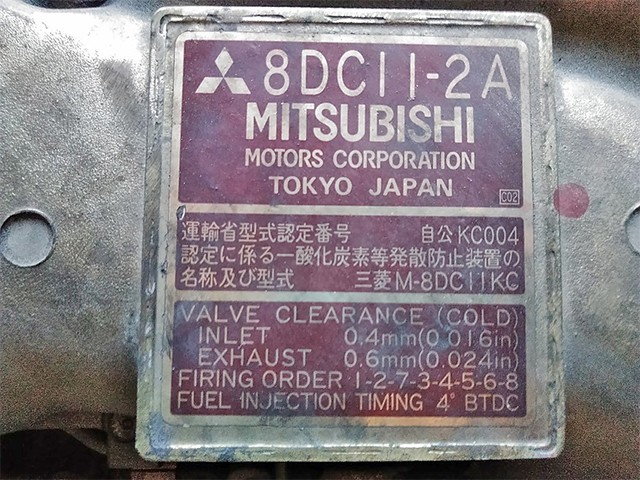 8DC11-2A
MITSUBISHI
MOTORS CORPORATION
TOKYO JAPAN
C02
運輸省型式認定番号 自公KC004
認定に係る一酸化炭素等発散防止装置の
名称及び型式 三菱M-8DC11KC
VALVE CLEARANCE (COLD)
INLET 0.4mm(0.016in)
EXHAUST 0.6mm(0.024in)
FIRING ORDER 1-2-7-3-4-5-6-8
FUEL INJECTION TIMING 4° BTDC